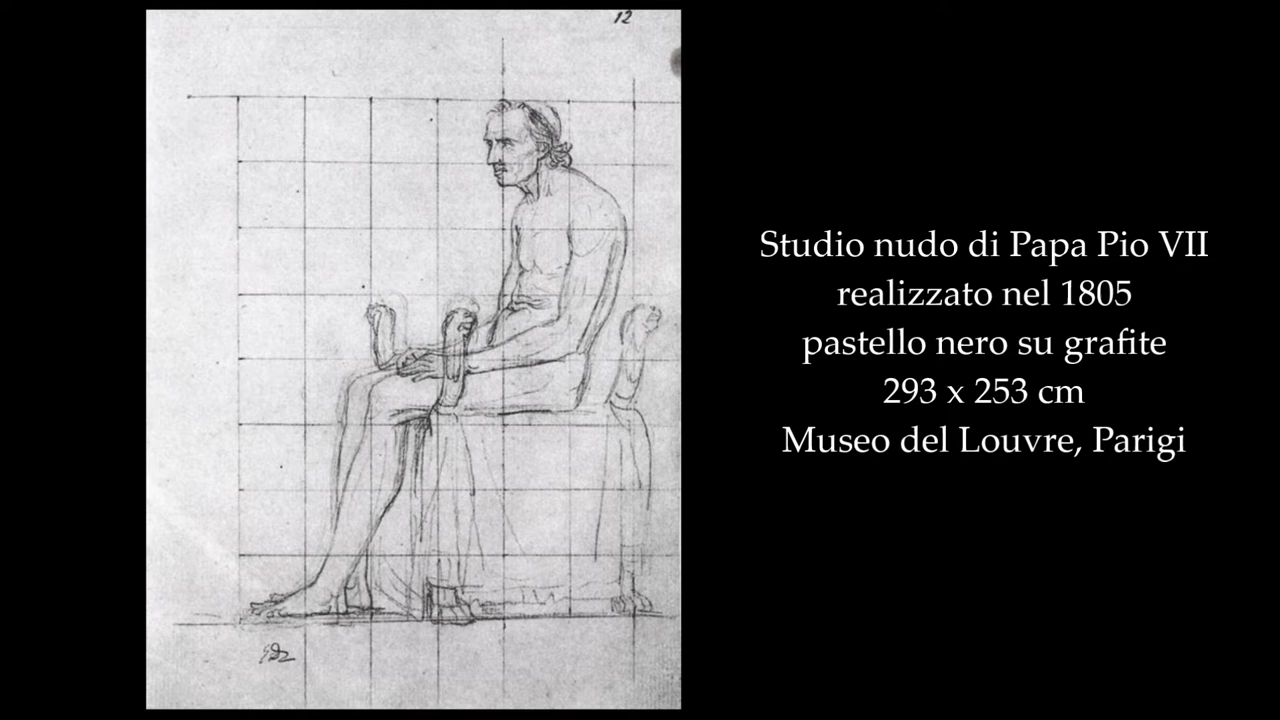 12
Studio nudo di Papa Pio VII
realizzato nel 1805
pastello nero su grafite
293 x 253 cm
Museo del Louvre, Parigi